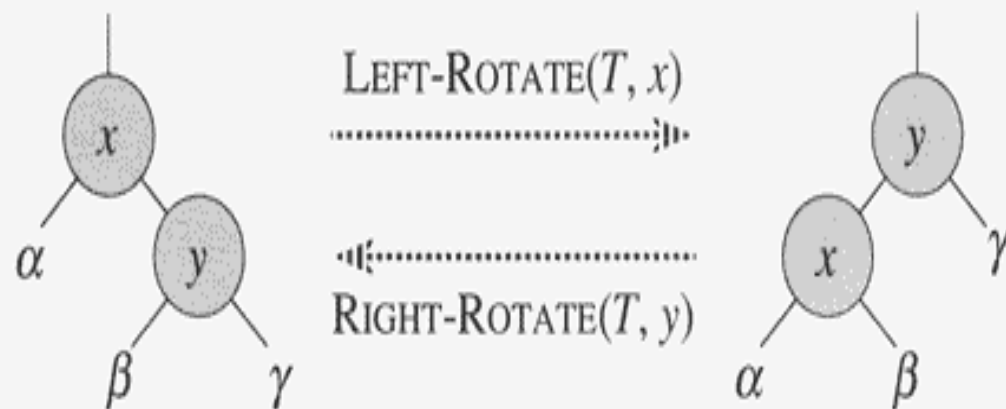 LEFT-ROTATE(T, x)
x
y
α
y
x
γ
RIGHT-ROTATE(T, y)
β
γ
α
β